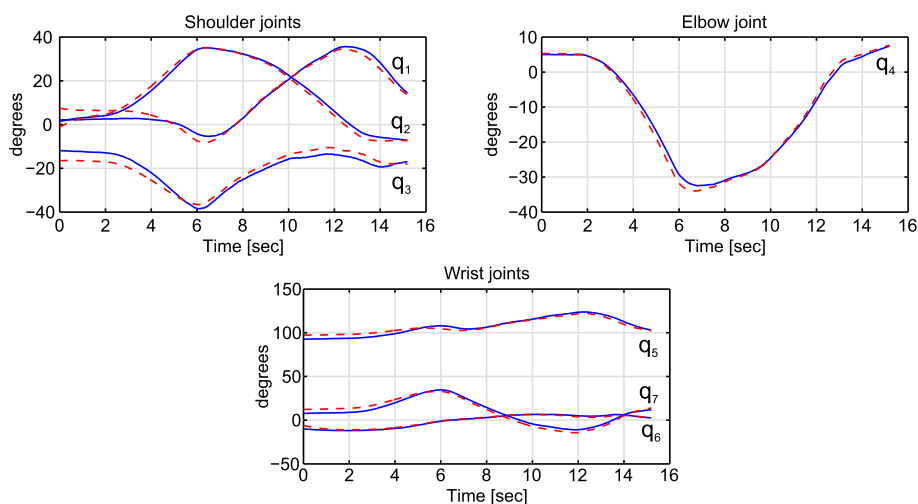 Shoulder joints
40
20
0
−20
−40
degrees
q1
q2
q3
0 2 4 6 8 10 12 14 16
Time [sec]
Elbow joint
10
0
−10
−20
−30
−40
degrees
q4
0 2 4 6 8 10 12 14 16
Time [sec]
Wrist joints
150
100
50
0
−50
degrees
q5
q7
q6
0 2 4 6 8 10 12 14 16
Time [sec]